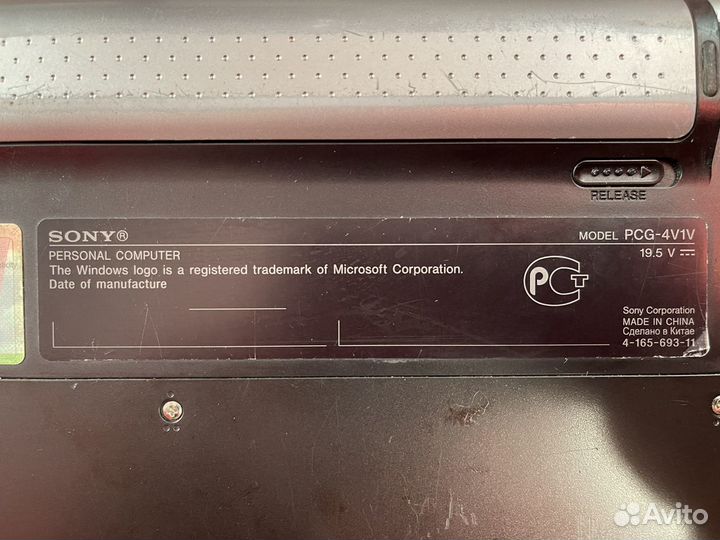 RELEASE
SONY®
MODEL PCG-4V1V
PERSONAL COMPUTER
19.5 V
The Windows logo is a registered trademark of Microsoft Corporation.
Date of manufacture
РСТ
Sony Corporation
MADE IN CHINA
Сделано в Китае
4-165-693-11
Avito